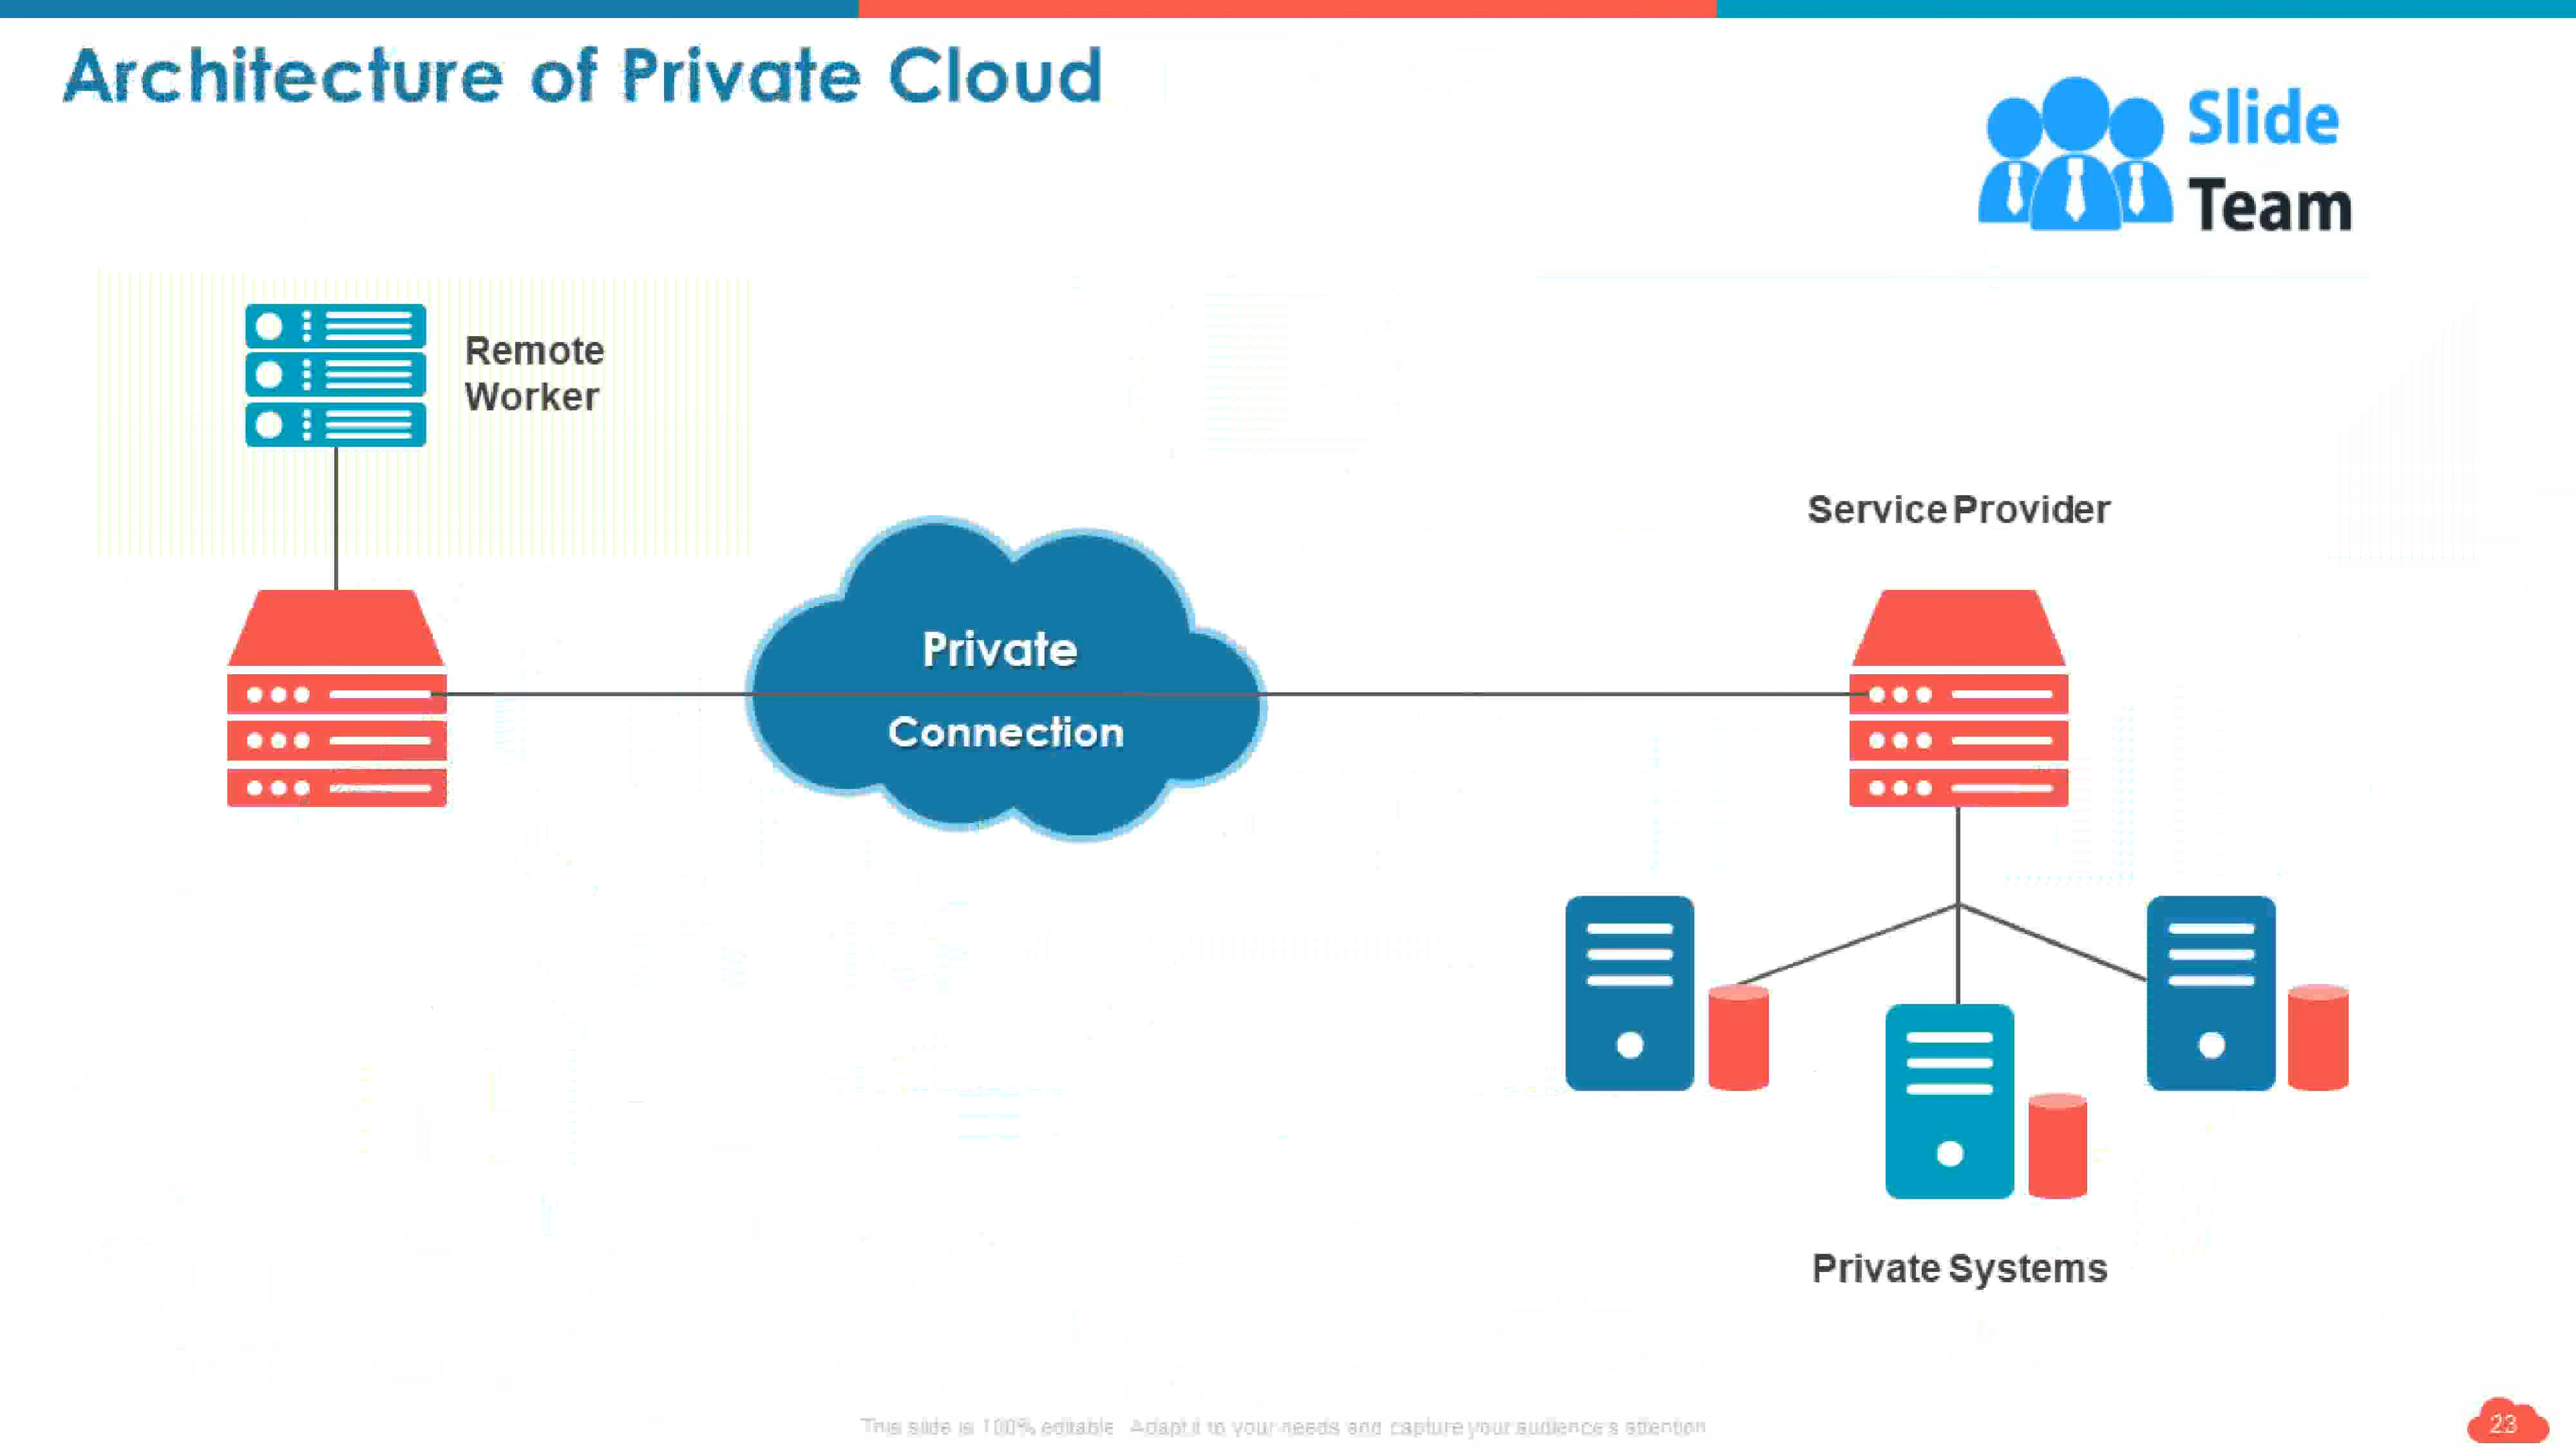 Architecture of Private Cloud
Slide
Team
Remote
Worker
Service Provider
Private
Connection
Private Systems
This slide is 100% editable. Adapt it to your needs and capture your audience's attention
23